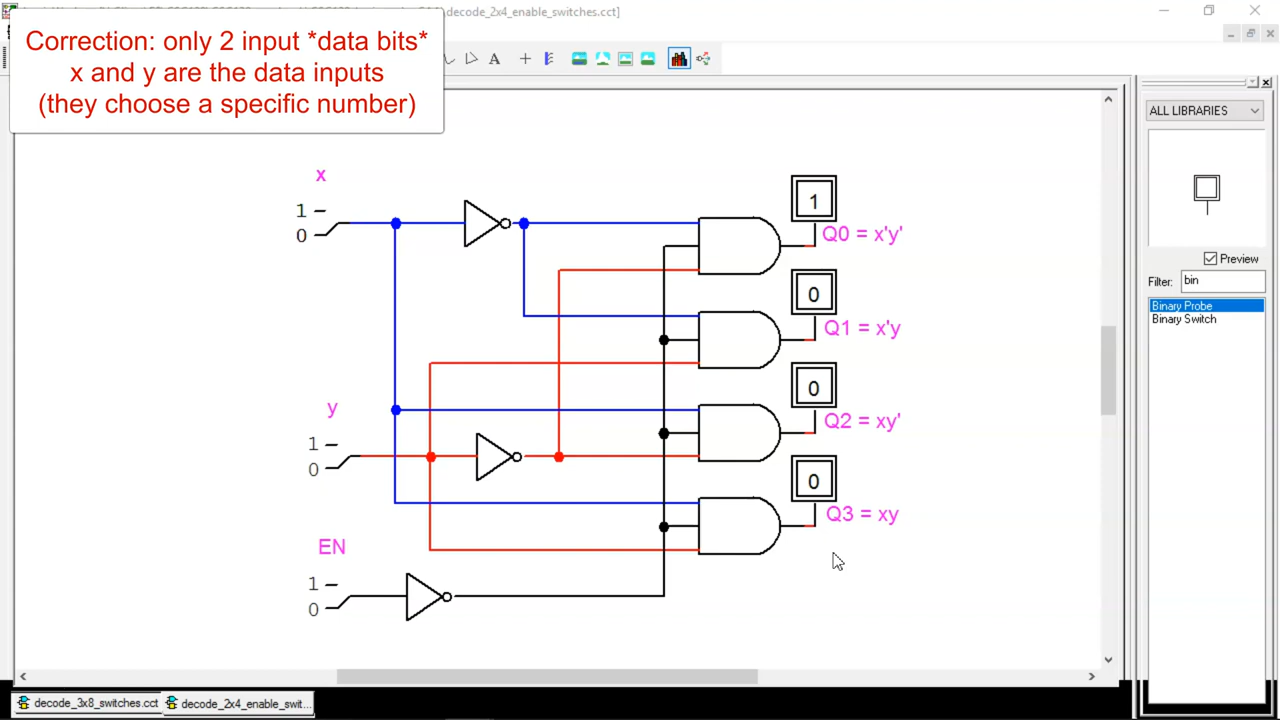 decode_2x4_enable_switches.cct]
Correction: only 2 input *data bits*
x and y are the data inputs
(they choose a specific number)
A
ALL LIBRARIES
Preview
Filter: bin
Binary Probe
Binary Switch
x
1
0
1
Q0 = x'y'
0
Q1 = x'y
y
1
0
0
Q2 = xy'
0
Q3 = xy
EN
1
0
decode_3x8_switches.cct
decode_2x4_enable_swit...